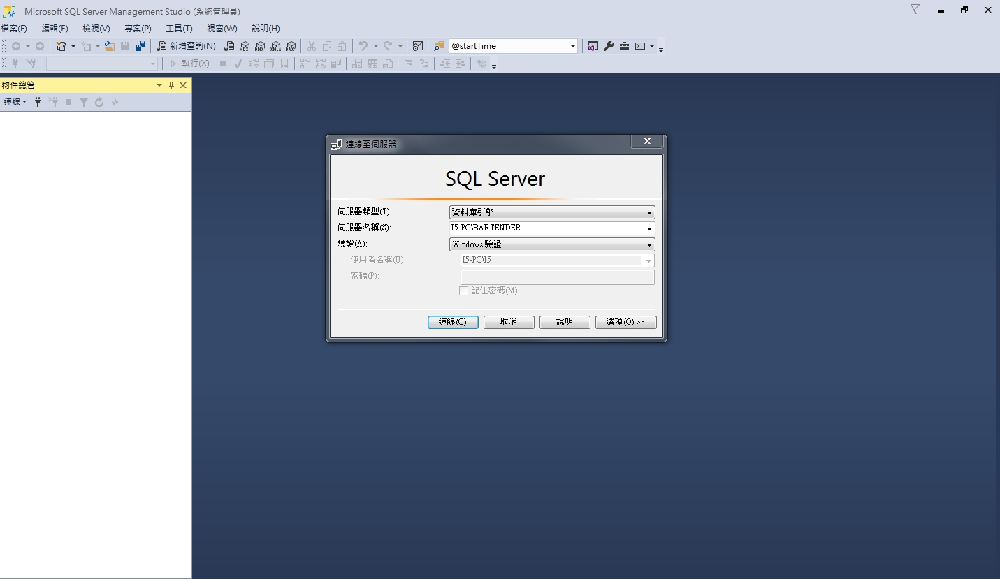 Microsoft SQL Server Management Studio (系統管理員)
檔案(F) 編輯(E) 檢視(V) 專案(P) 工具(T) 視窗(W) 說明(H)
新增查詢(N) MDX DMX XMLA DAX @startTime
執行(X)
物件總管
連線
連線至伺服器
SQL Server
伺服器類型(T): 資料庫引擎
伺服器名稱(S): I5-PC\BARTENDER
驗證(A): Windows 驗證
使用者名稱(U): I5-PC\I5
密碼(P):
記住密碼(M)
連線(C) 取消 說明 選項(O) >>